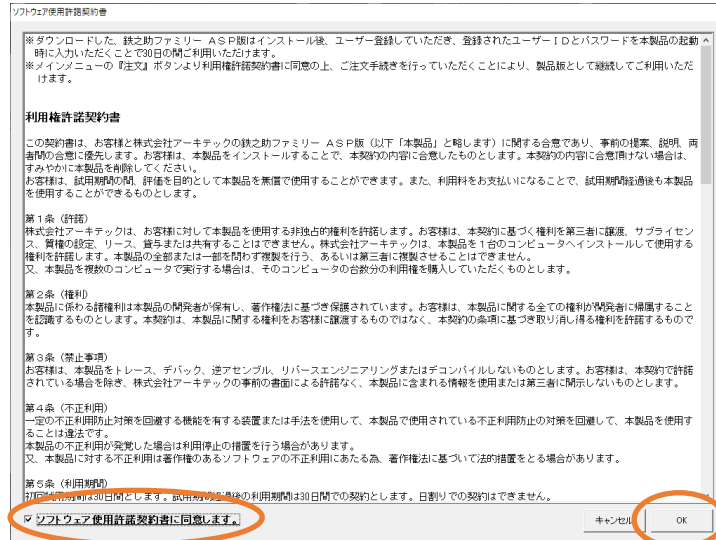 ソフトウェア使用許諾契約書
※ダウンロードした、鉄之助ファミリー ＡＳＰ版はインストール後、ユーザー登録していただき、登録されたユーザーＩＤとパスワードを本製品の起動
時に入力いただくことで30日の間ご利用いただけます。
※メインメニューの『注文』ボタンより利用権許諾契約書に同意の上、ご注文手続きを行っていただくことにより、製品版として継続してご利用いただ
けます。
利用権許諾契約書
この契約書は、お客様と株式会社アーキテックの鉄之助ファミリー ＡＳＰ版（以下「本製品」と略します）に関する合意であり、事前の提案、説明、両
者間の合意に優先します。お客様は、本製品をインストールすることで、本契約の内容に合意したものとします。本契約の内容に合意頂けない場合は、
すみやかに本製品を削除してください。
お客様は、試用期間の間、評価を目的として本製品を無償で使用することができます。また、利用料をお支払いになることで、試用期間経過後も本製品
を使用することができるものとします。
第１条（許諾）
株式会社アーキテックは、お客様に対して本製品を使用する非独占的権利を許諾します。お客様は、本契約に基づく権利を第三者に譲渡、サブライセン
ス、質権の設定、リース、貸与または共有することはできません。株式会社アーキテックは、本製品を１台のコンピュータへインストールして使用する
権利を許諾します。本製品の全部または一部を問わず複製を行う、あるいは第三者に複製させることはできません。
又、本製品を複数のコンピュータで実行する場合は、そのコンピュータの台数分の利用権を購入していただくものとします。
第２条（権利）
本製品に係わる諸権利は本製品の開発者が保有し、著作権法に基づき保護されています。お客様は、本製品に関する全ての権利が開発者に帰属すること
を認識するものとします。本契約は、本製品に関する権利をお客様に譲渡するものではなく、本契約の条項に基づき取り消し得る権利を許諾するもので
す。
第３条（禁止事項）
お客様は、本製品をトレース、デバック、逆アセンブル、リバースエンジニアリングまたはデコンパイルしないものとします。お客様は、本契約で許諾
されている場合を除き、株式会社アーキテックの事前の書面による許諾なく、本製品に含まれる情報を使用または第三者に開示しないものとします。
第４条（不正利用）
一定の不正利用防止対策を回避する機能を有する装置または手法を使用して、本製品で使用されている不正利用防止の対策を回避して、本製品を使用す
ることは違法です。
本製品の不正利用が発覚した場合は利用停止の措置を行う場合があります。
又、本製品に対する不正利用は著作権のあるソフトウェアの不正利用にあたる為、著作権法に基づいて法的措置をとる場合があります。
第５条（利用期間）
初回試用期間は30日間とします。試用期間経過後の利用期間は30日間での契約とします。日割りでの契約はできません。
ソフトウェア使用許諾契約書に同意します。
キャンセル
OK